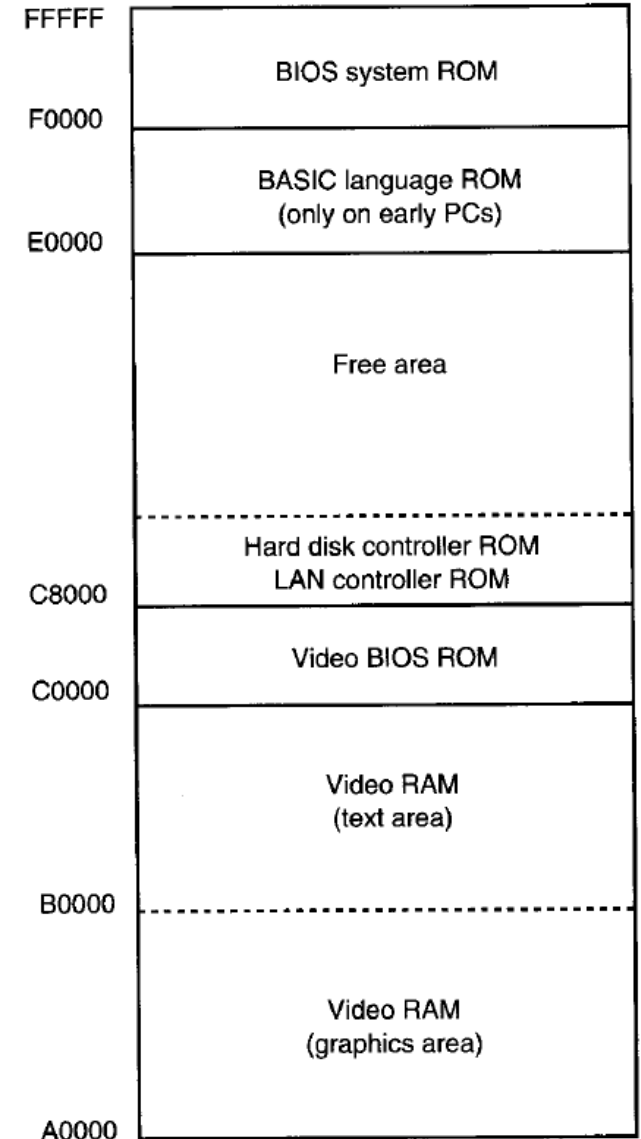 FFFFF
BIOS system ROM
F0000
BASIC language ROM
(only on early PCs)
E0000
Free area
Hard disk controller ROM
LAN controller ROM
C8000
Video BIOS ROM
C0000
Video RAM
(text area)
B0000
Video RAM
(graphics area)
A0000